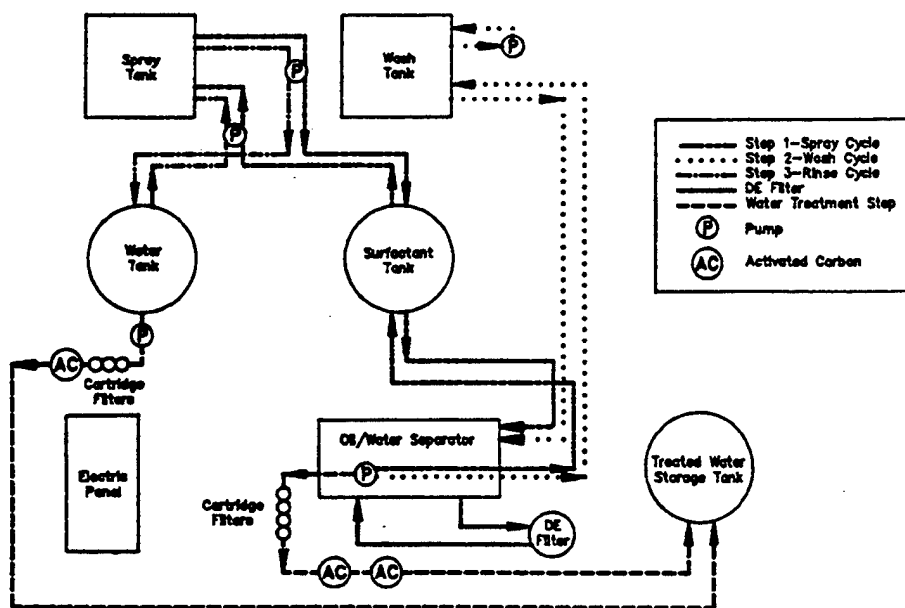 Spray
Tank
Wash
Tank
P
P
P
Step 1-Spray Cycle
Step 2-Wash Cycle
Step 3-Rinse Cycle
DE Filter
Water Treatment Step
P
Pump
AC
Activated Carbon
Water
Tank
Surfactant
Tank
P
AC
Cartridge
Filters
Electric
Panel
Oil/Water Separator
P
Cartridge
Filters
DE
Filter
AC
AC
Treated Water
Storage Tank